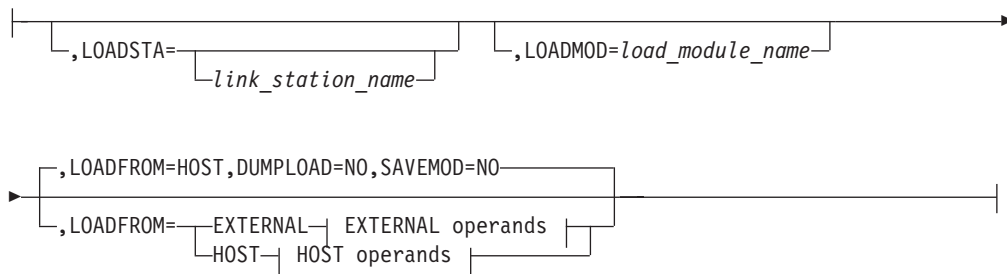 ,LOADSTA=
link_station_name
,LOADMOD=load_module_name
,LOADFROM=HOST,DUMPLOAD=NO,SAVEMOD=NO
,LOADFROM=
EXTERNAL
EXTERNAL operands
HOST
HOST operands